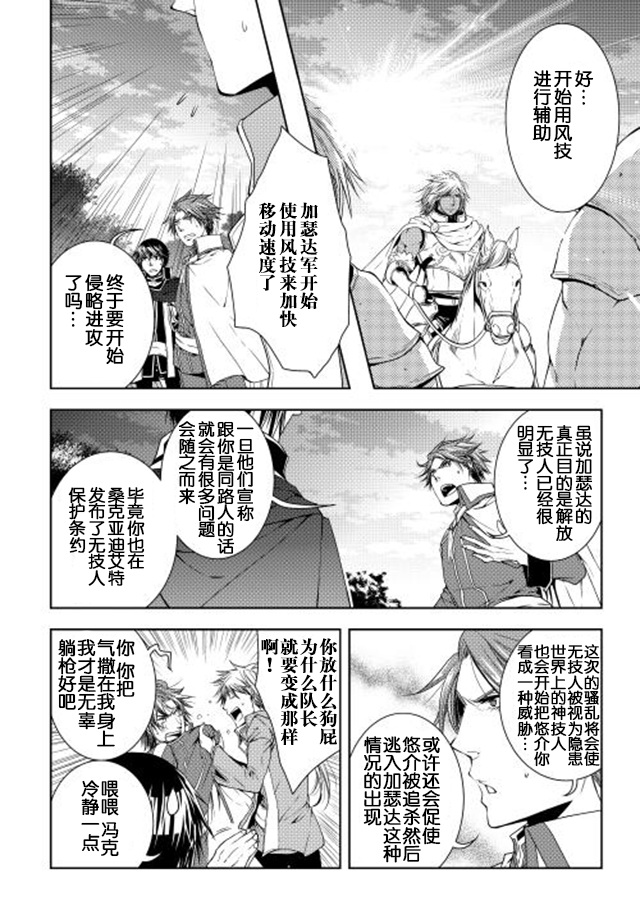 好…
开始用风技
进行辅助
加瑟达军开始
使用风技来加快
移动速度了
终于要开始
侵略进攻
了吗…
虽说加瑟达的
真正目的是解放
无技人已经很
明显了…
一旦他们宣称
跟你是同路人的话
就会有很多问题
会随之而来
毕竟你也在
桑克亚迪艾特
发布了无技人
保护条约
这次的骚乱将会使
无技人被视为隐患
世界上的神技人
也会开始把悠介你
看成一种威胁…
或许还会促使
悠介被追杀然后
逃入加瑟达这种
情况的出现
你放什么狗屁
为什么队长
就要变成那样
啊！
你 你把
气撒在我身上
我才是无辜
躺枪好吧
喂喂 冯克
冷静一点